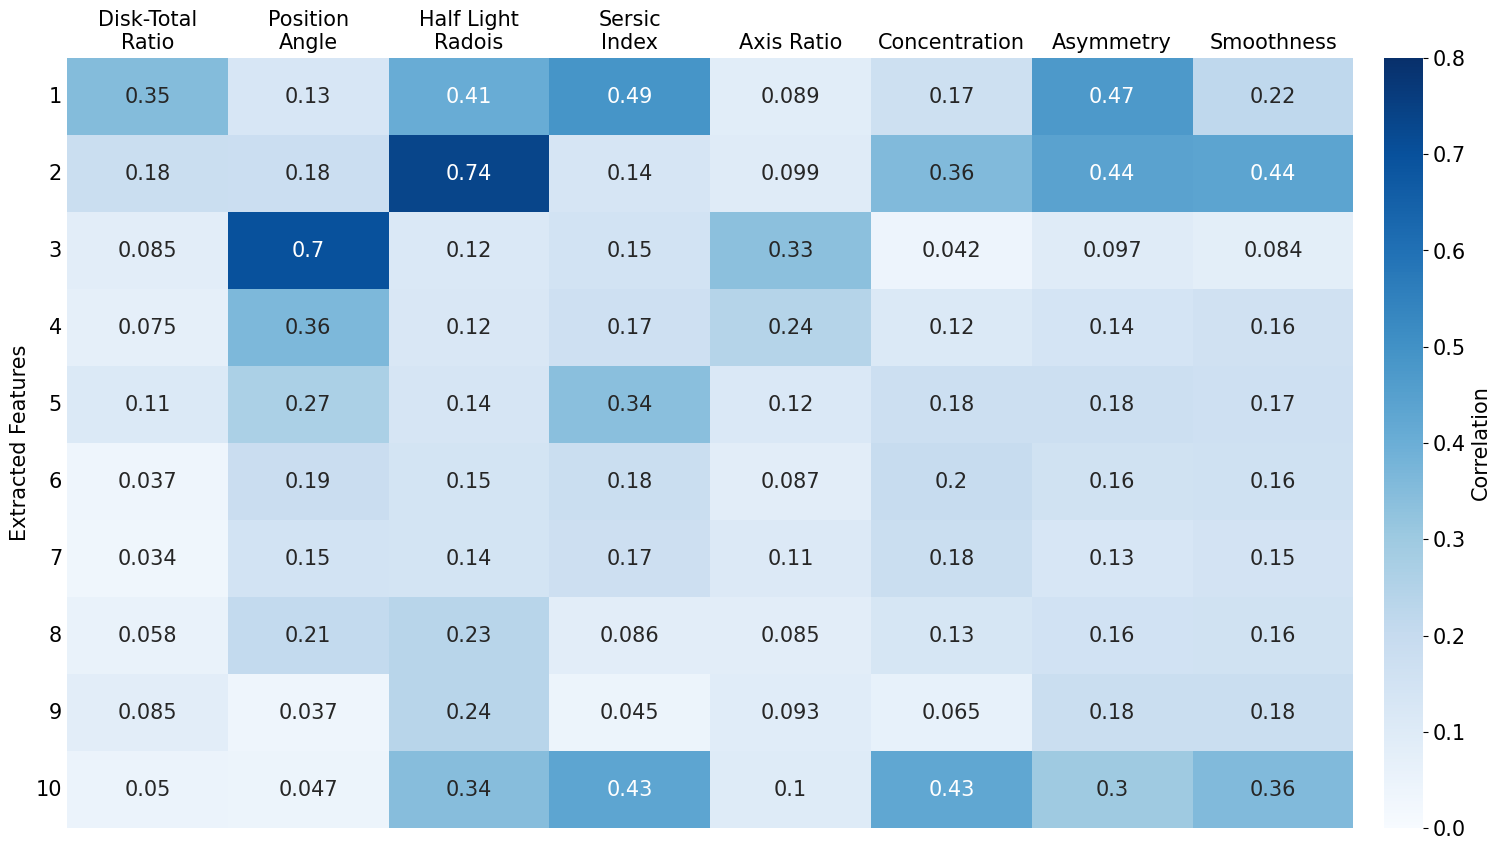 Disk-Total
Ratio
Position
Angle
Half Light
Radois
Sersic
Index
Axis Ratio
Concentration
Asymmetry
Smoothness
Extracted Features
1 0.35 0.13 0.41 0.49 0.089 0.17 0.47 0.22
2 0.18 0.18 0.74 0.14 0.099 0.36 0.44 0.44
3 0.085 0.7 0.12 0.15 0.33 0.042 0.097 0.084
4 0.075 0.36 0.12 0.17 0.24 0.12 0.14 0.16
5 0.11 0.27 0.14 0.34 0.12 0.18 0.18 0.17
6 0.037 0.19 0.15 0.18 0.087 0.2 0.16 0.16
7 0.034 0.15 0.14 0.17 0.11 0.18 0.13 0.15
8 0.058 0.21 0.23 0.086 0.085 0.13 0.16 0.16
9 0.085 0.037 0.24 0.045 0.093 0.065 0.18 0.18
10 0.05 0.047 0.34 0.43 0.1 0.43 0.3 0.36
0.8
0.7
0.6
0.5
0.4
0.3
0.2
0.1
0.0
Correlation